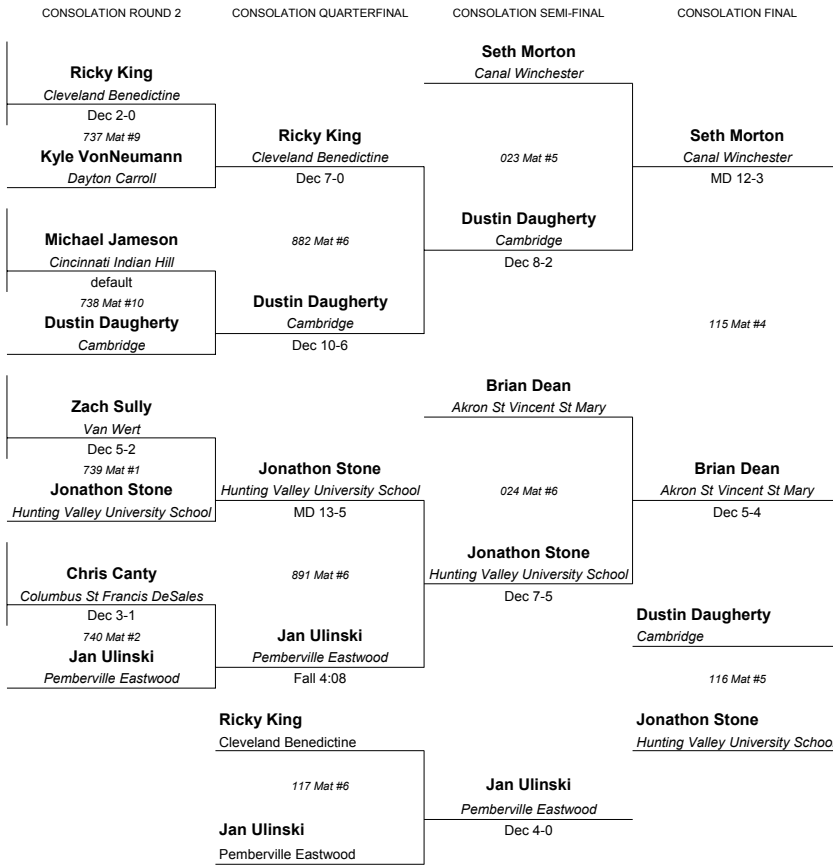 CONSOLATION ROUND 2 CONSOLATION QUARTERFINAL CONSOLATION SEMI-FINAL CONSOLATION FINAL
Ricky King
Cleveland Benedictine
Dec 2-0
737 Mat #9
Kyle VonNeumann
Dayton Carroll
Michael Jameson
Cincinnati Indian Hill
default
738 Mat #10
Dustin Daugherty
Cambridge
Zach Sully
Van Wert
Dec 5-2
739 Mat #1
Jonathon Stone
Hunting Valley University School
Chris Canty
Columbus St Francis DeSales
Dec 3-1
740 Mat #2
Jan Ulinski
Pemberville Eastwood
Ricky King
Cleveland Benedictine
Dec 7-0
882 Mat #6
Dustin Daugherty
Cambridge
Dec 10-6
Jonathon Stone
Hunting Valley University School
MD 13-5
891 Mat #6
Jan Ulinski
Pemberville Eastwood
Fall 4:08
Ricky King
Cleveland Benedictine
117 Mat #6
Jan Ulinski
Pemberville Eastwood
Seth Morton
Canal Winchester
023 Mat #5
Dustin Daugherty
Cambridge
Dec 8-2
Brian Dean
Akron St Vincent St Mary
024 Mat #6
Jonathon Stone
Hunting Valley University School
Dec 7-5
Jan Ulinski
Pemberville Eastwood
Dec 4-0
Seth Morton
Canal Winchester
MD 12-3
115 Mat #4
Brian Dean
Akron St Vincent St Mary
Dec 5-4
Dustin Daugherty
Cambridge
116 Mat #5
Jonathon Stone
Hunting Valley University School